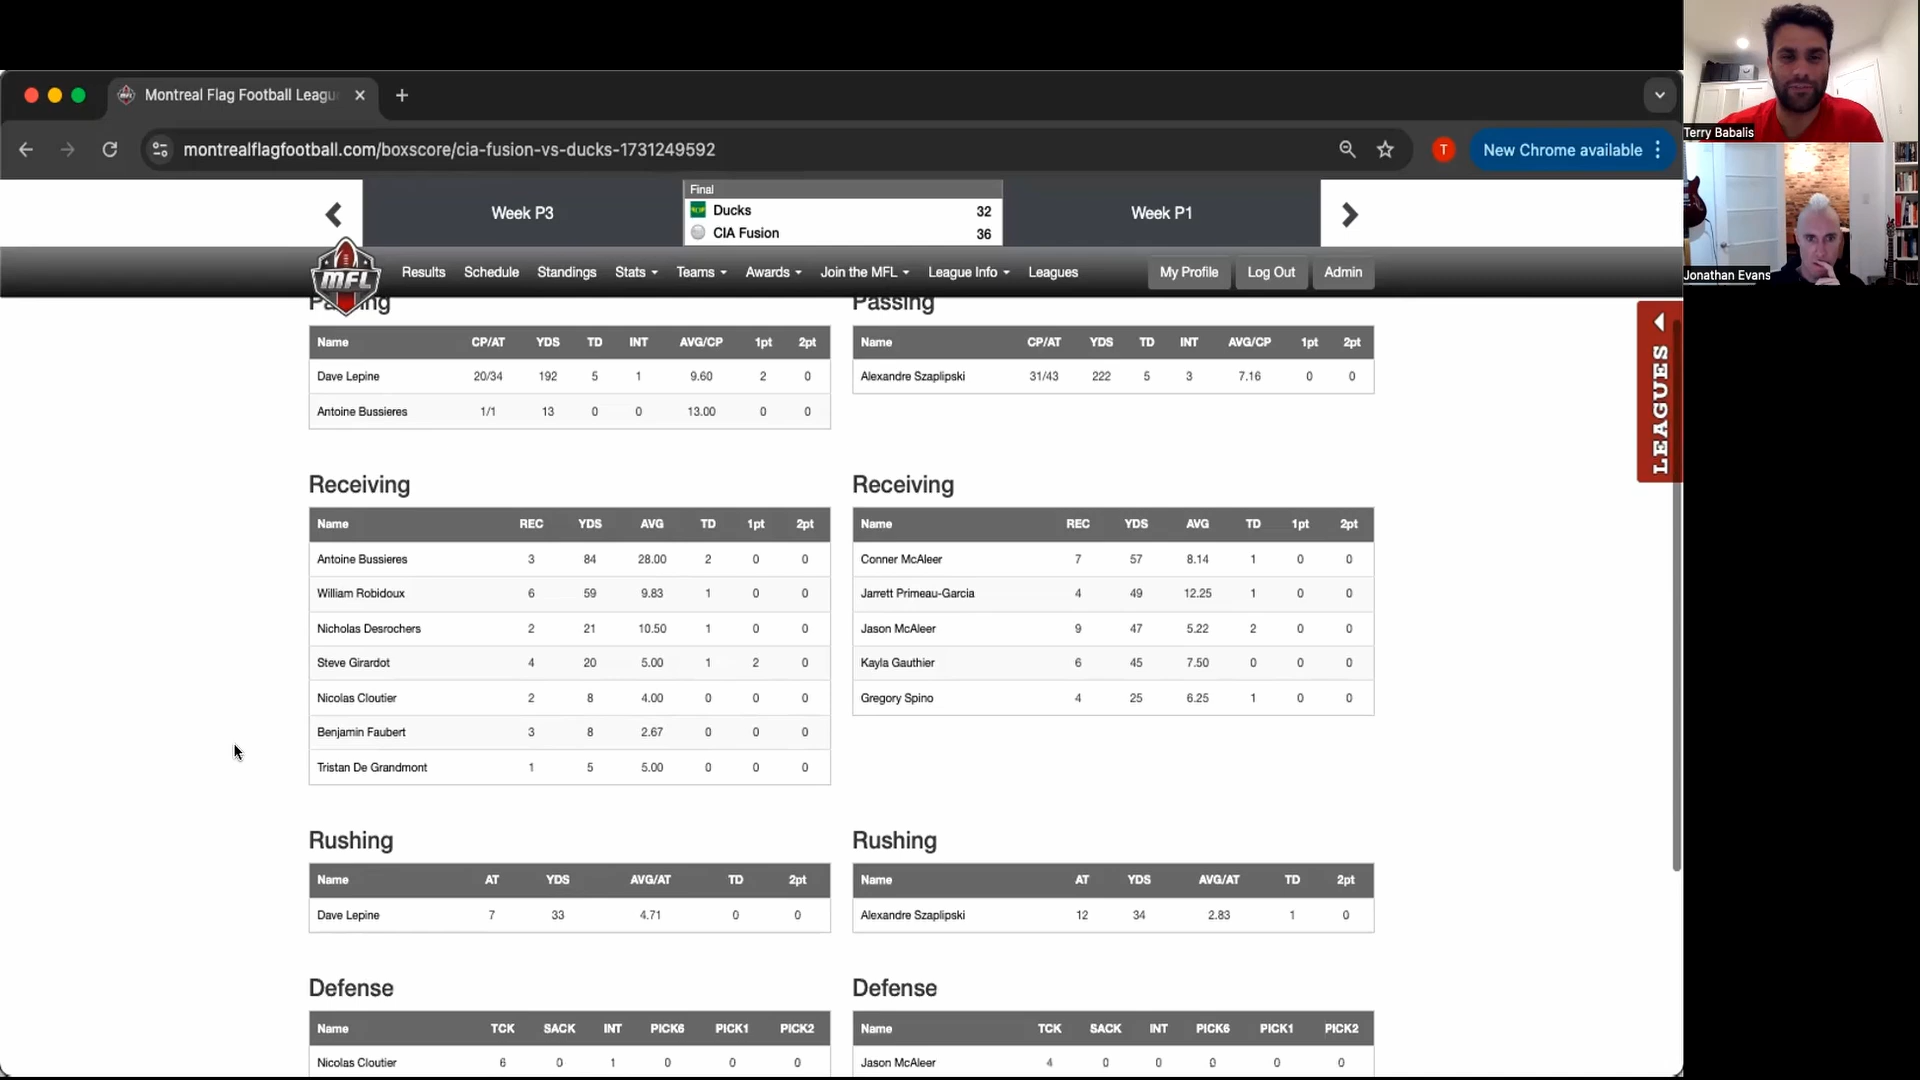 Montreal Flag Football Leagu
montrealflagfootball.com/boxscore/cia-fusion-vs-ducks-1731249592
T
New Chrome available
Terry Babalis
Jonathan Evans
Week P3
Final
Ducks 32
CIA Fusion 36
Week P1
MFL
Results Schedule Standings Stats Teams Awards Join the MFL League Info Leagues My Profile Log Out Admin
LEAGUES
Passing
Name CP/AT YDS TD INT AVG/CP 1pt 2pt
Dave Lepine 20/34 192 5 1 9.60 2 0
Antoine Bussieres 1/1 13 0 0 13.00 0 0
Passing
Name CP/AT YDS TD INT AVG/CP 1pt 2pt
Alexandre Szaplipski 31/43 222 5 3 7.16 0 0
Receiving
Name REC YDS AVG TD 1pt 2pt
Antoine Bussieres 3 84 28.00 2 0 0
William Robidoux 6 59 9.83 1 0 0
Nicholas Desrochers 2 21 10.50 1 0 0
Steve Girardot 4 20 5.00 1 2 0
Nicolas Cloutier 2 8 4.00 0 0 0
Benjamin Faubert 3 8 2.67 0 0 0
Tristan De Grandmont 1 5 5.00 0 0 0
Receiving
Name REC YDS AVG TD 1pt 2pt
Conner McAleer 7 57 8.14 1 0 0
Jarrett Primeau-Garcia 4 49 12.25 1 0 0
Jason McAleer 9 47 5.22 2 0 0
Kayla Gauthier 6 45 7.50 0 0 0
Gregory Spino 4 25 6.25 1 0 0
Rushing
Name AT YDS AVG/AT TD 2pt
Dave Lepine 7 33 4.71 0 0
Rushing
Name AT YDS AVG/AT TD 2pt
Alexandre Szaplipski 12 34 2.83 1 0
Defense
Name TCK SACK INT PICK6 PICK1 PICK2
Nicolas Cloutier 6 0 1 0 0 0
Defense
Name TCK SACK INT PICK6 PICK1 PICK2
Jason McAleer 4 0 0 0 0 0